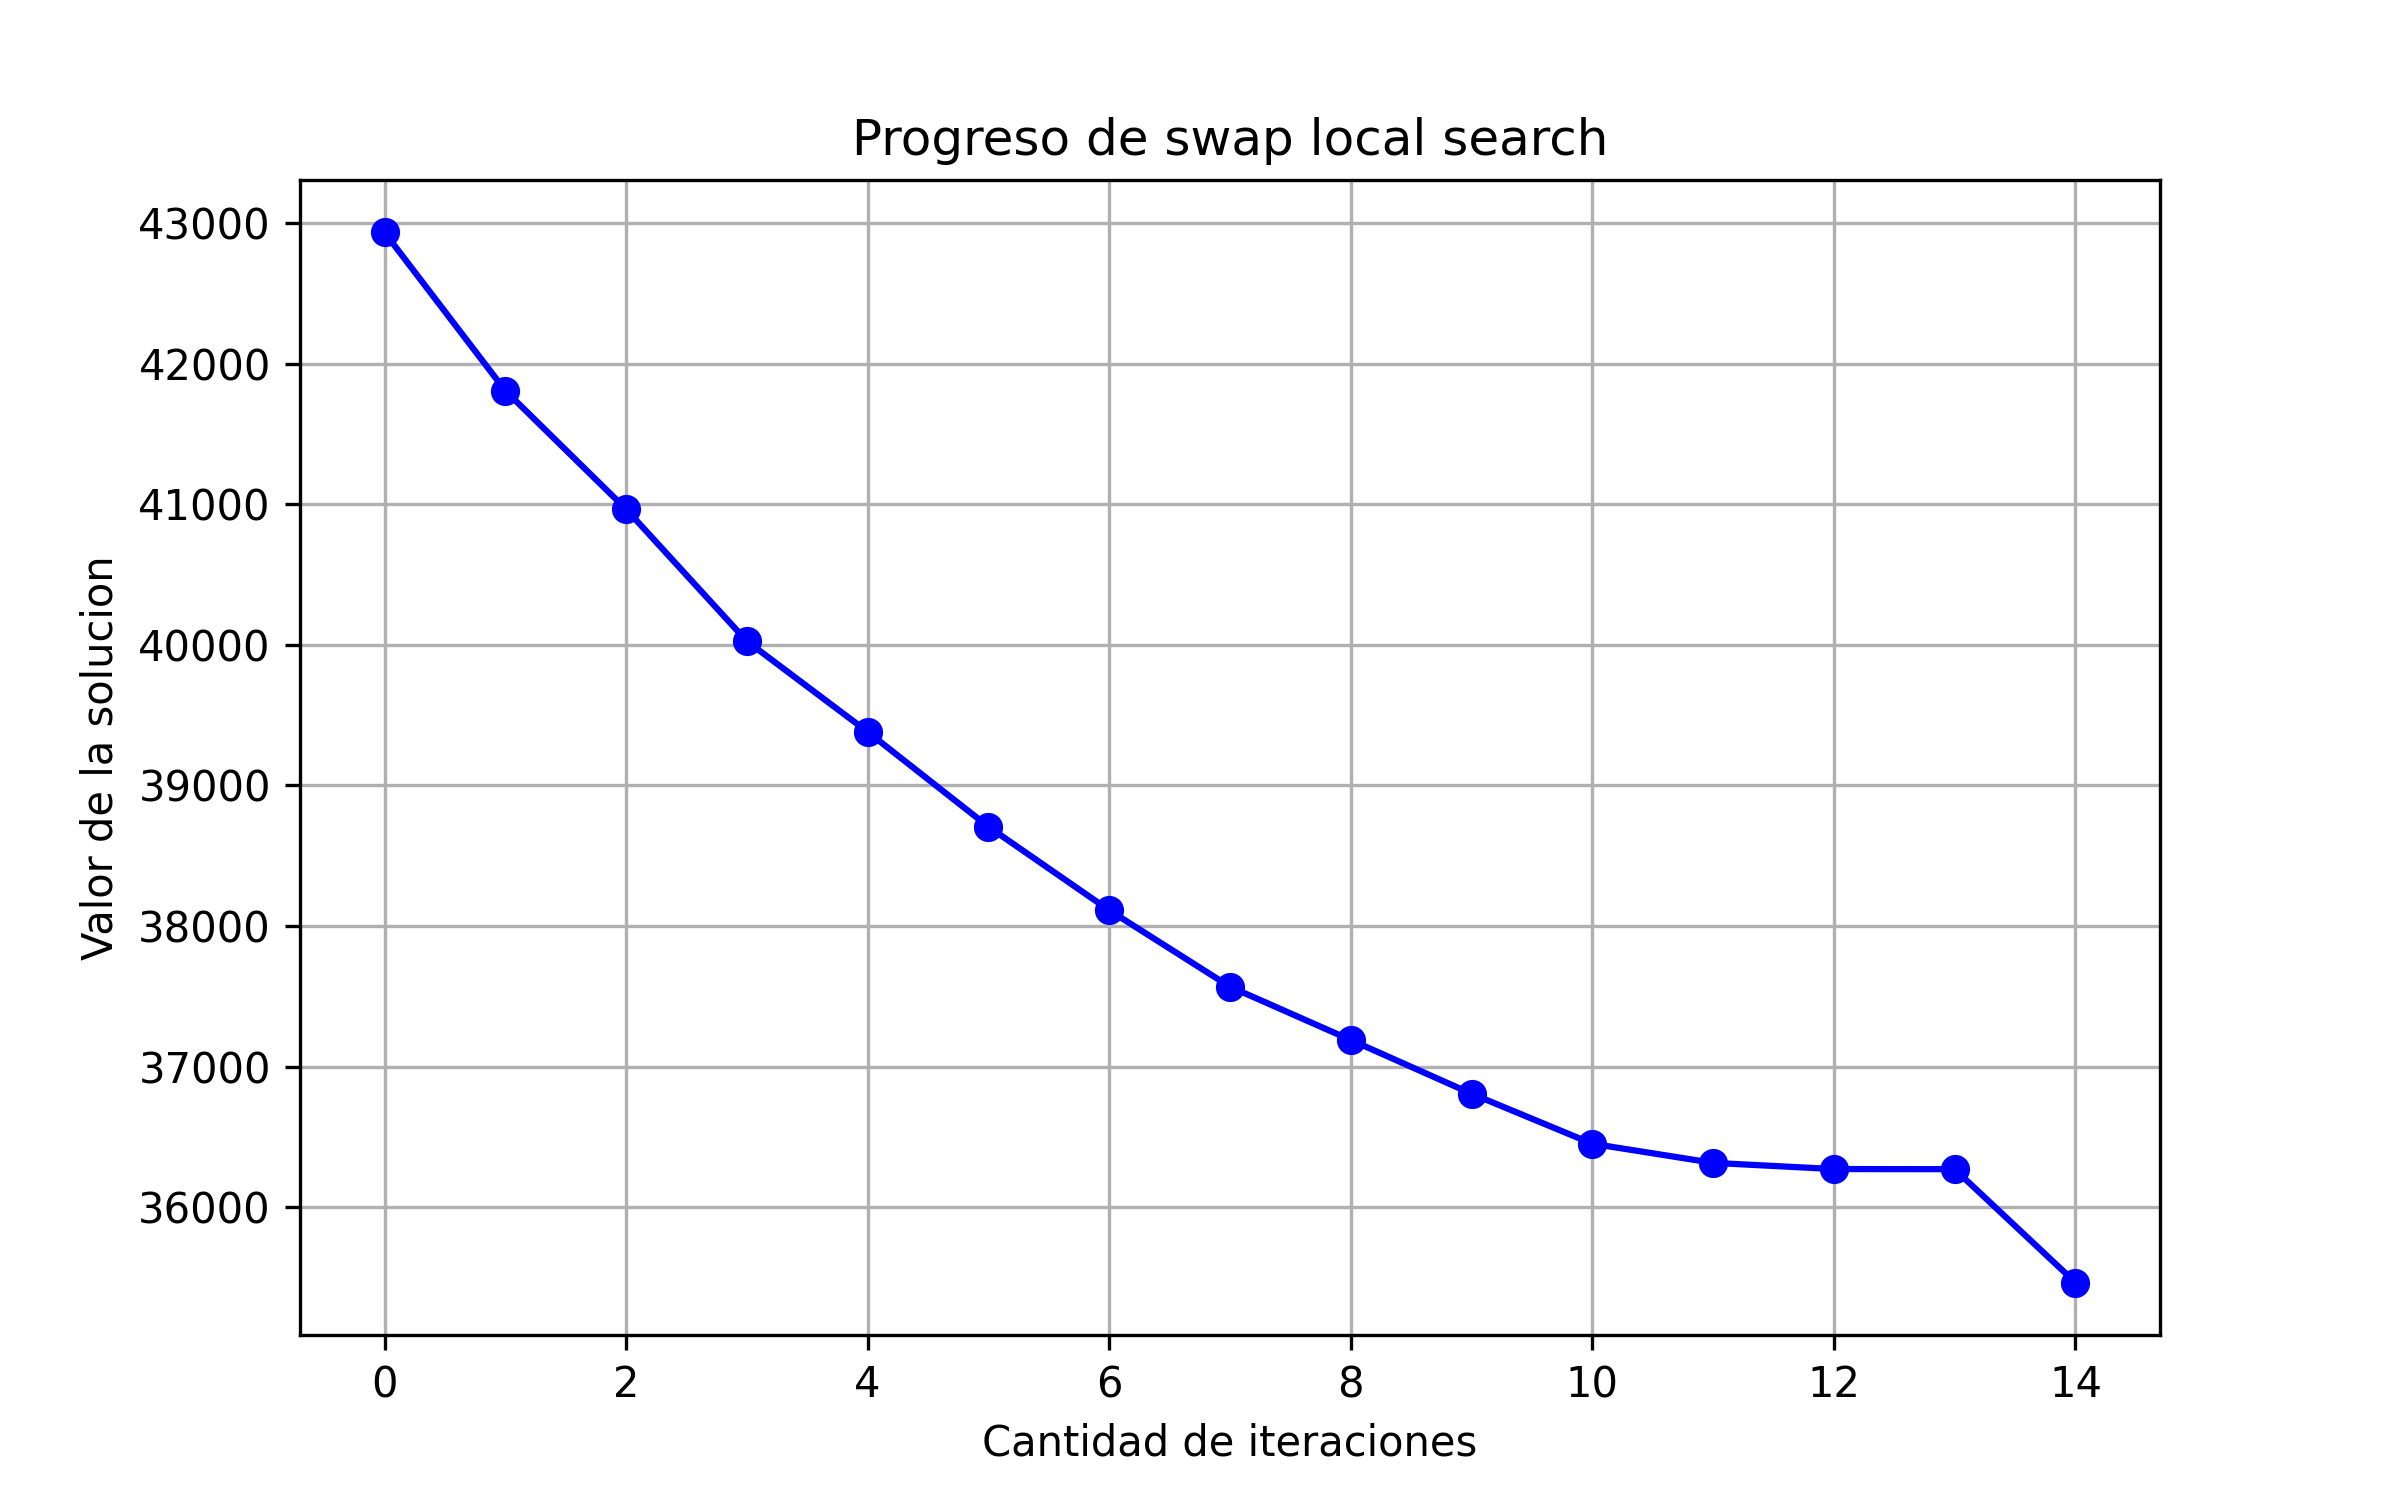 Progreso de swap local search
43000
42000
41000
40000
39000
38000
37000
36000
Valor de la solucion
0 2 4 6 8 10 12 14
Cantidad de iteraciones